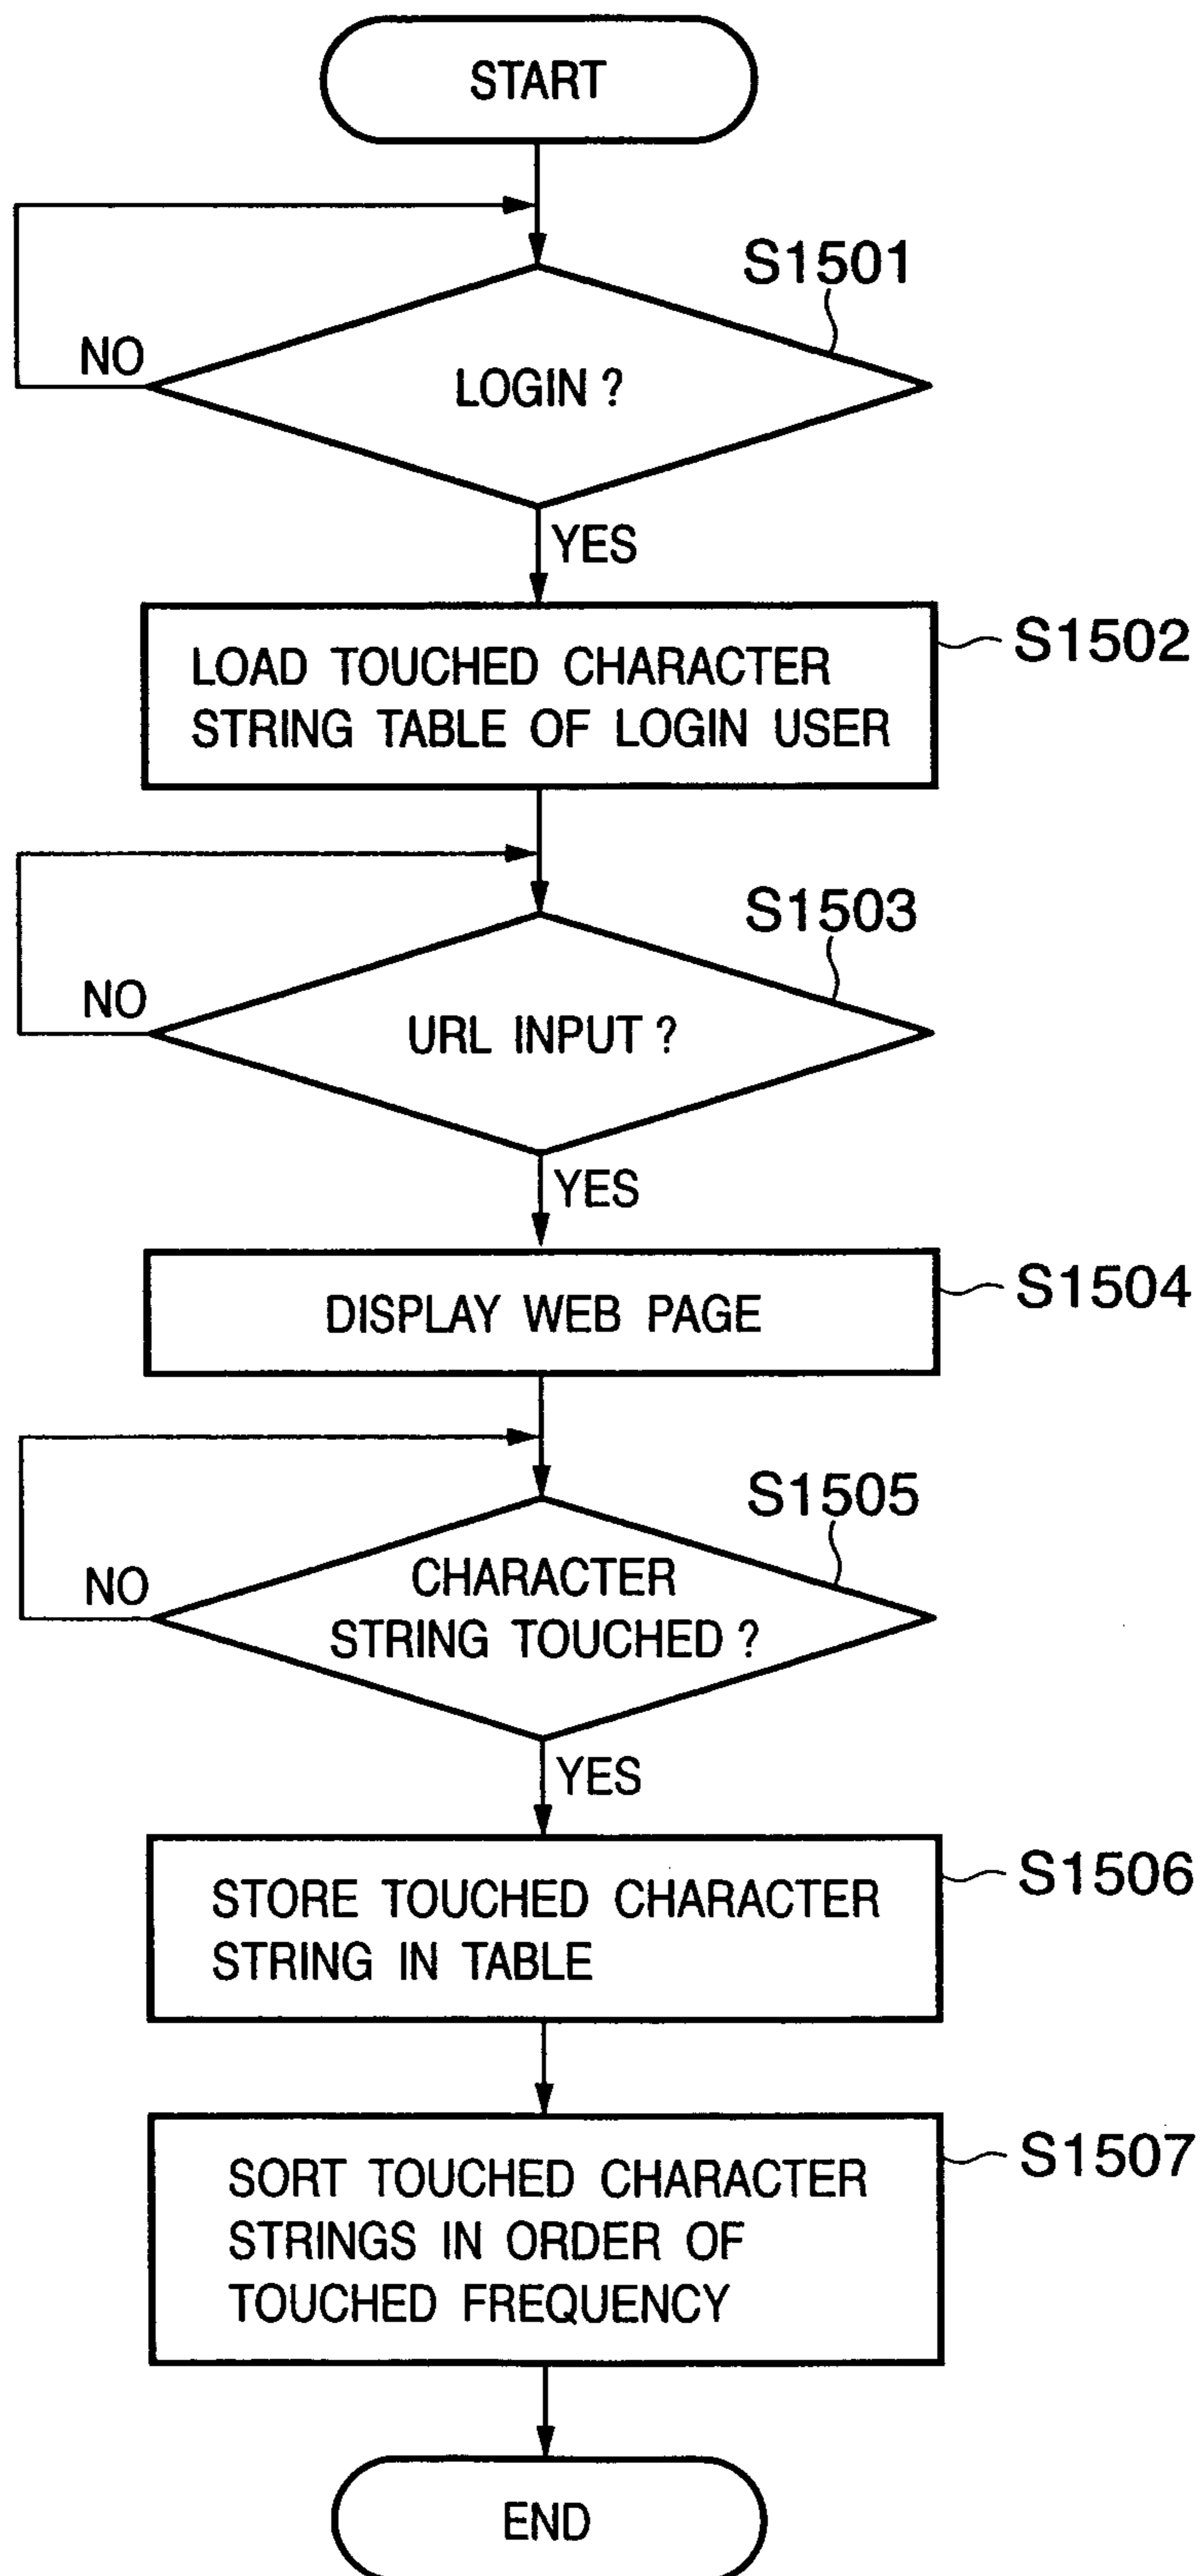 START
S1501
NO
LOGIN ?
YES
S1502
LOAD TOUCHED CHARACTER
STRING TABLE OF LOGIN USER
S1503
NO
URL INPUT ?
YES
S1504
DISPLAY WEB PAGE
S1505
NO
CHARACTER
STRING TOUCHED ?
YES
S1506
STORE TOUCHED CHARACTER
STRING IN TABLE
S1507
SORT TOUCHED CHARACTER
STRINGS IN ORDER OF
TOUCHED FREQUENCY
END